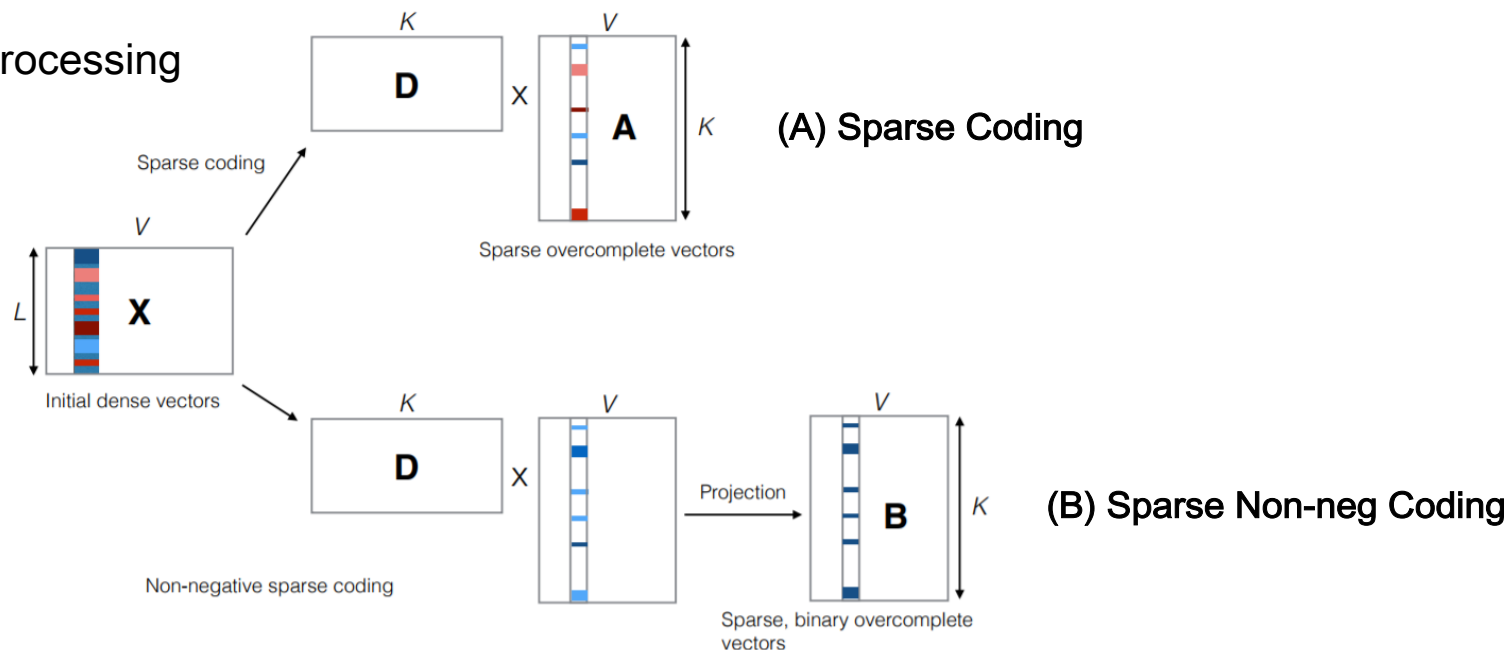 rocessing
K
D
X
V
A
K
(A) Sparse Coding
Sparse coding
Sparse overcomplete vectors
V
L
X
Initial dense vectors
K
D
X
V
Projection
V
B
K
(B) Sparse Non-neg Coding
Non-negative sparse coding
Sparse, binary overcomplete
vectors